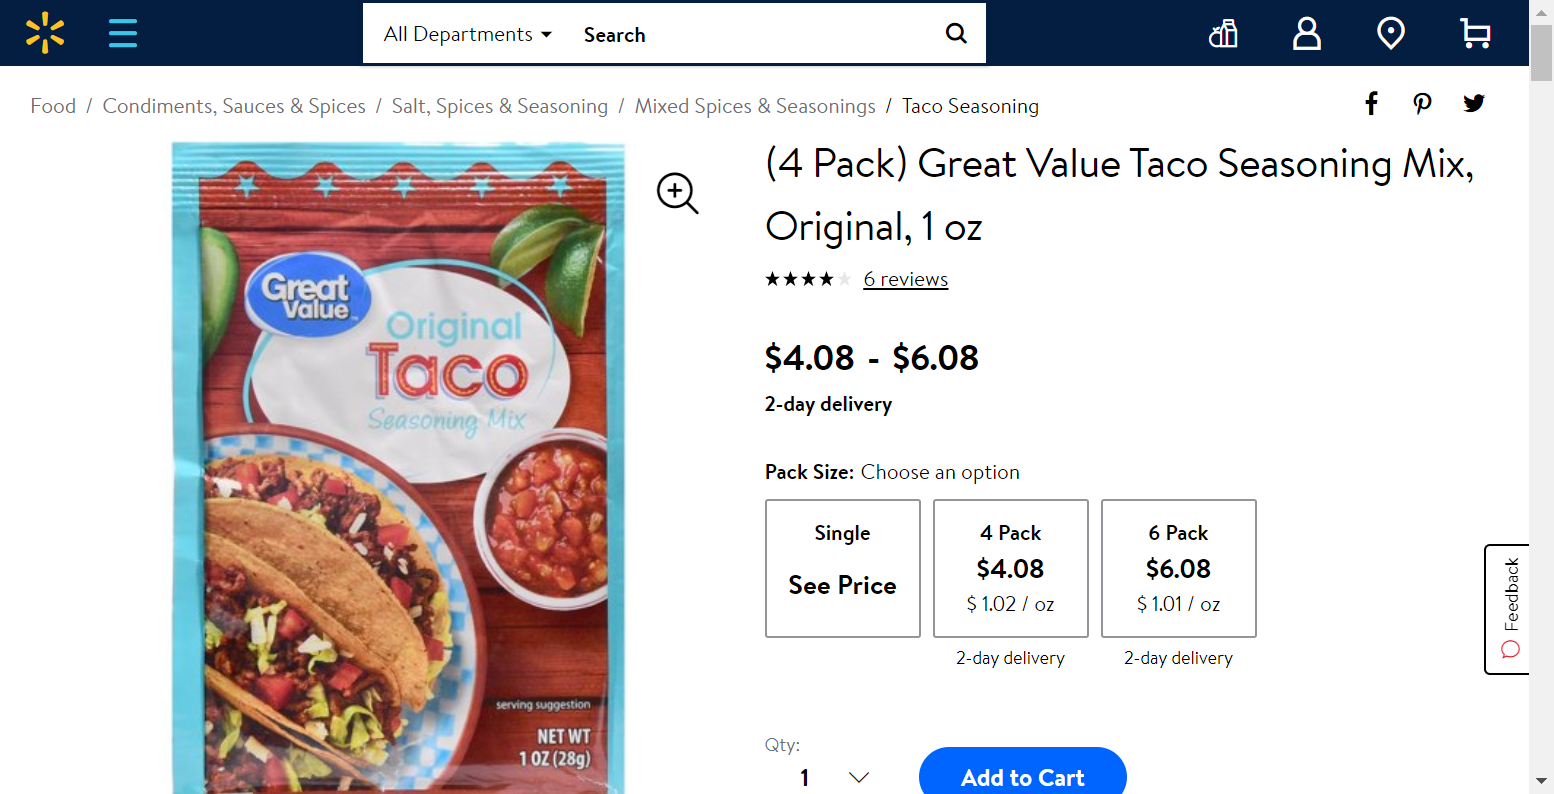 All Departments
Search
Food / Condiments, Sauces & Spices / Salt, Spices & Seasoning / Mixed Spices & Seasonings / Taco Seasoning
Great
Value™
Original
Taco
Seasoning Mix
serving suggestion
NET WT
1 OZ (28g)
(4 Pack) Great Value Taco Seasoning Mix,
Original, 1 oz
6 reviews
$4.08 - $6.08
2-day delivery
Pack Size: Choose an option
Single
See Price
4 Pack
$4.08
$ 1.02 / oz
2-day delivery
6 Pack
$6.08
$ 1.01 / oz
2-day delivery
Qty:
1
Add to Cart
Feedback